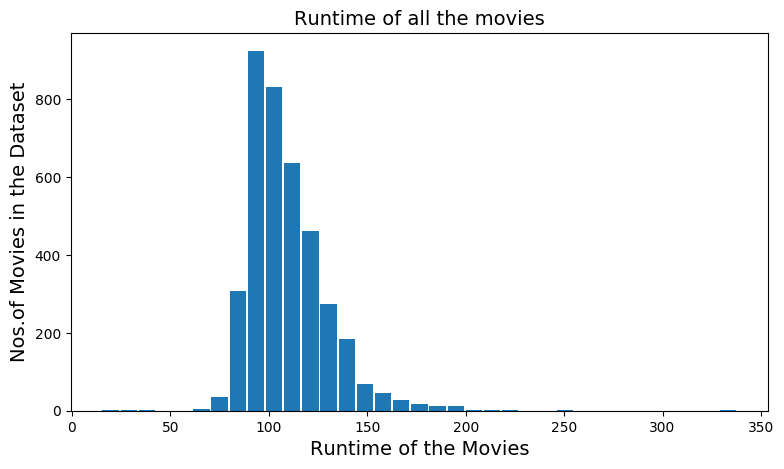 Runtime of all the movies
Nos.of Movies in the Dataset
800
600
400
200
0
0 50 100 150 200 250 300 350
Runtime of the Movies